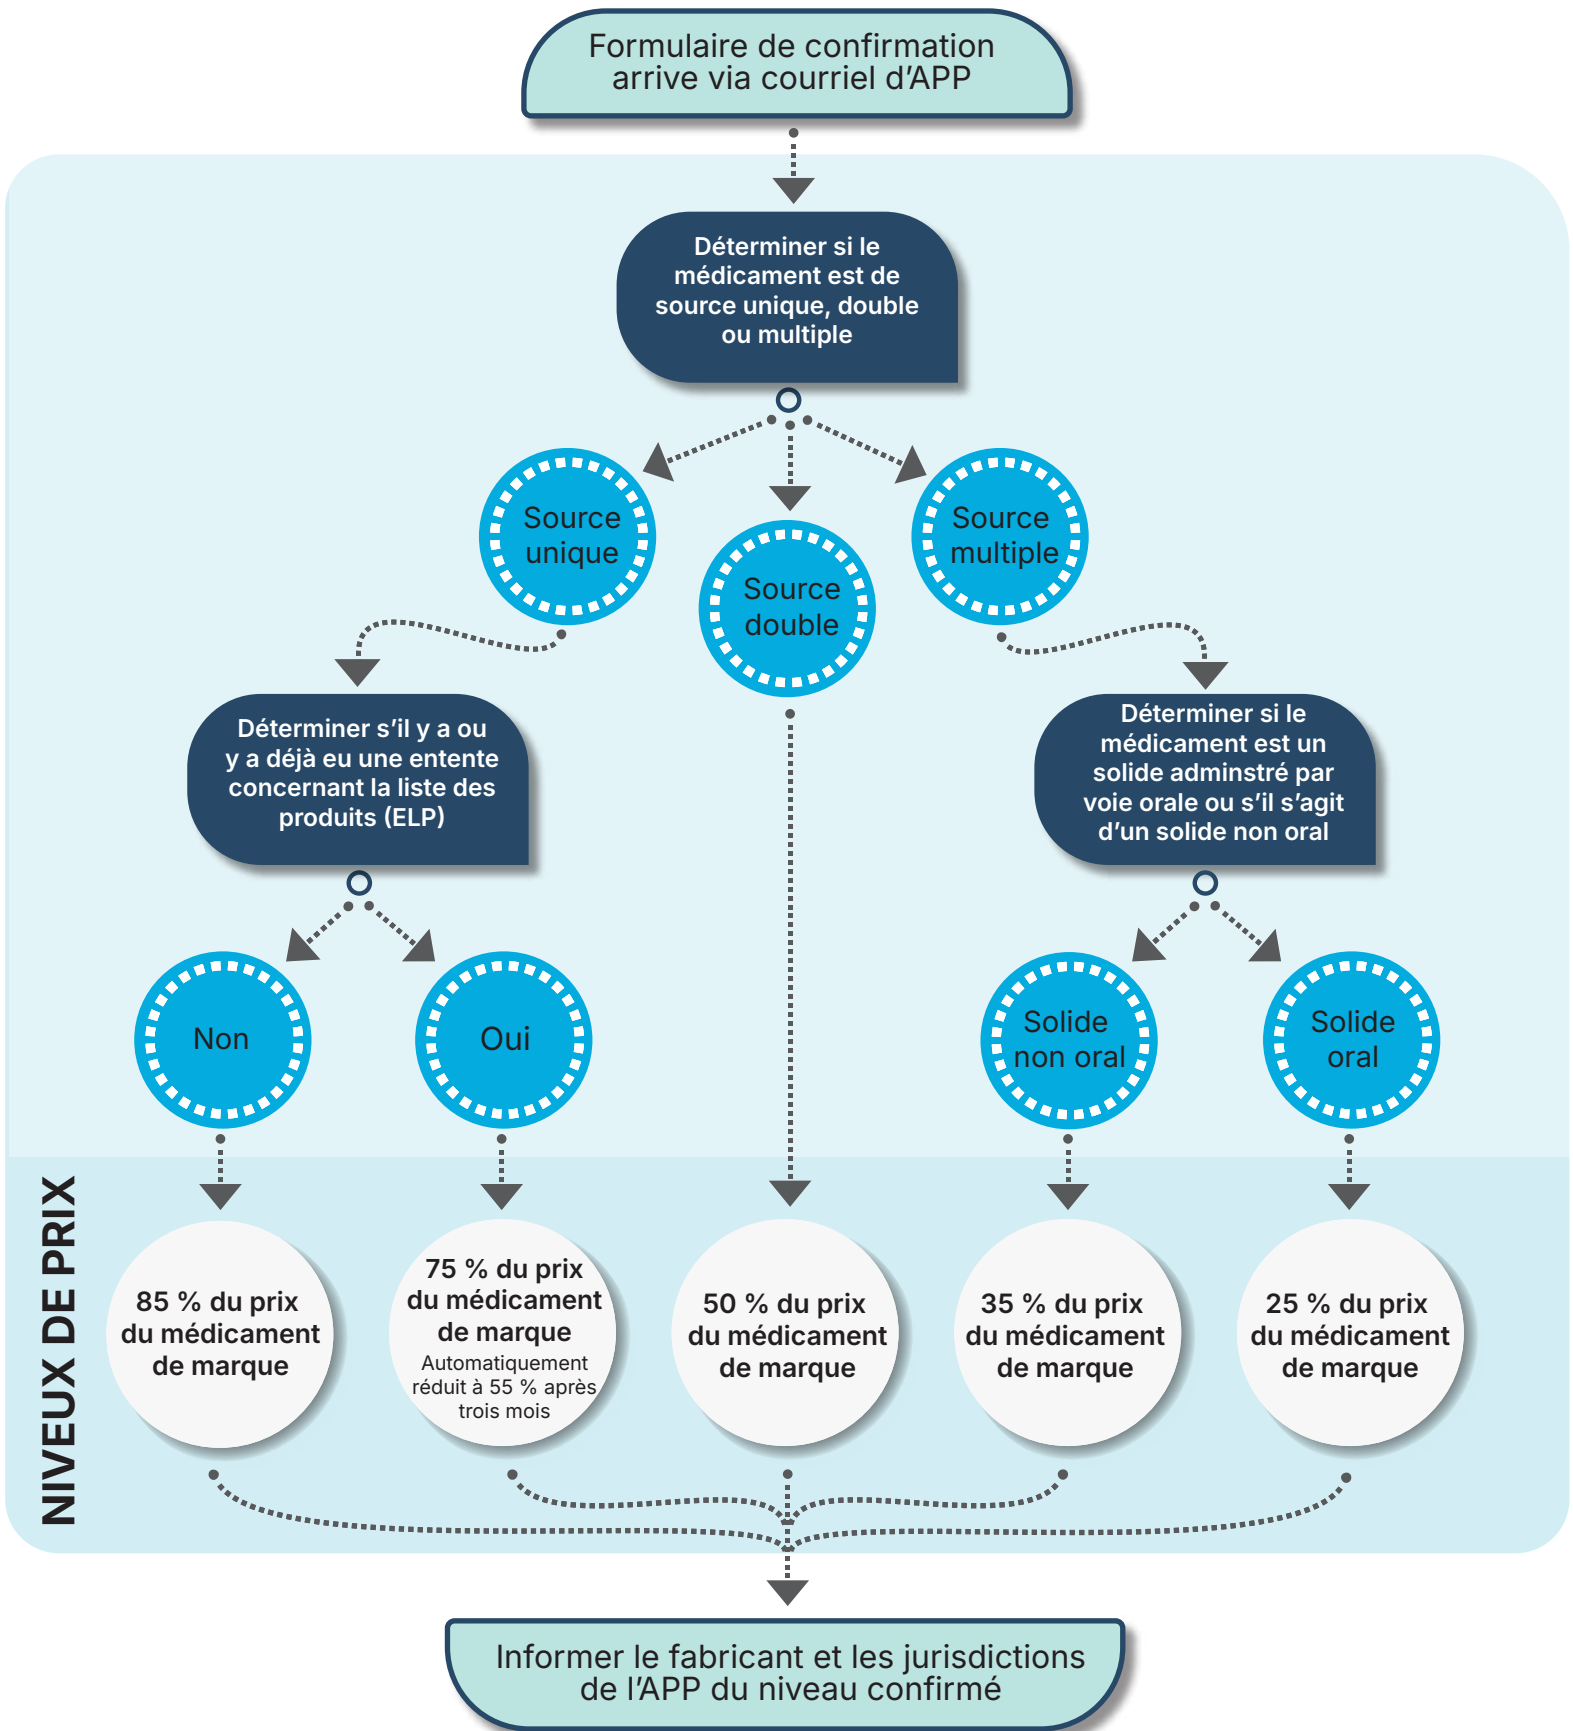 Formulaire de confirmation
arrive via courriel d’APP
Déterminer si le
médicament est de
source unique, double
ou multiple
Source
unique
Source
double
Source
multiple
Déterminer s’il y a ou
y a déjà eu une entente
concernant la liste des
produits (ELP)
Déterminer si le
médicament est un
solide adminstré par
voie orale ou s’il s’agit
d’un solide non oral
Non
Oui
Solide
non oral
Solide
oral
NIVEUX DE PRIX
85 % du prix
du médicament
de marque
75 % du prix
du médicament
de marque
Automatiquement
réduit à 55 % après
trois mois
50 % du prix
du médicament
de marque
35 % du prix
du médicament
de marque
25 % du prix
du médicament
de marque
Informer le fabricant et les jurisdictions
de l’APP du niveau confirmé